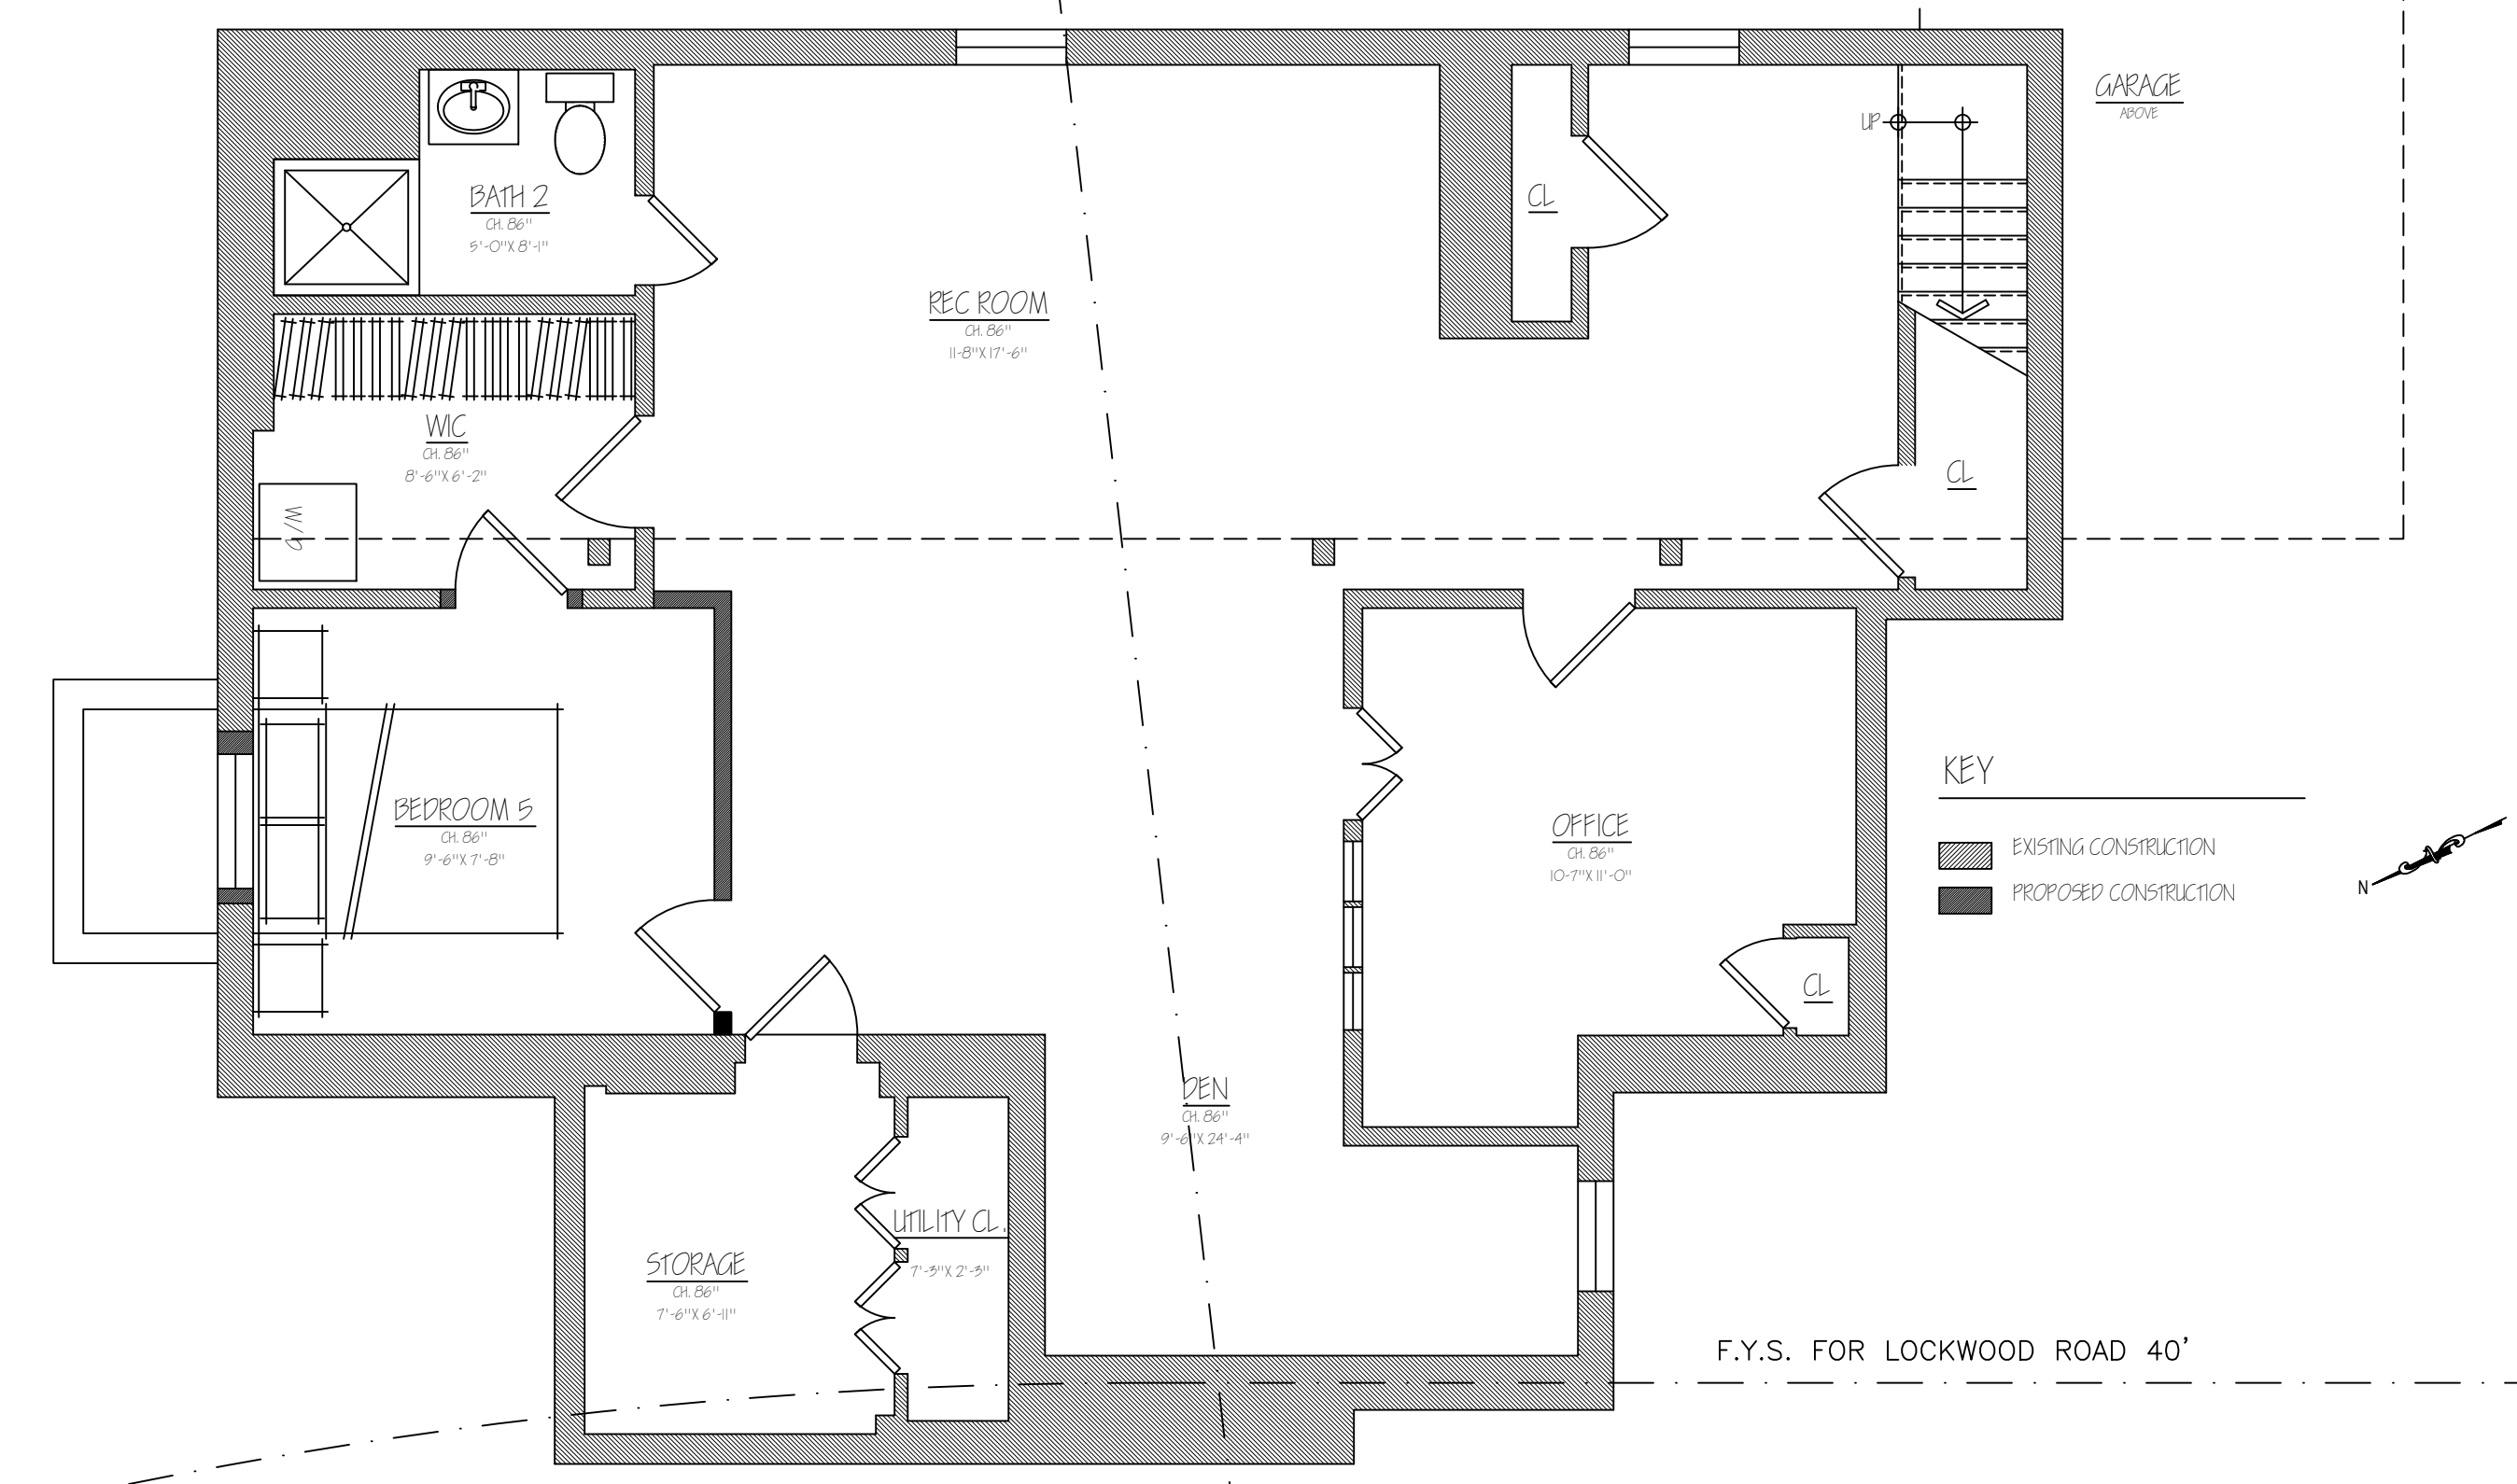 GARAGE
ABOVE
UP
BATH 2
CH. 86"
5'-0"X 8'-1"
CL
REC ROOM
CH. 86"
11-8"X 17'-6"
WIC
CH. 86"
8'-6"X 6'-2"
CL
W/D
KEY
BEDROOM 5
CH. 86"
9'-6"X 7'-8"
OFFICE
CH. 86"
10-7"X 11'-0"
EXISTING CONSTRUCTION
PROPOSED CONSTRUCTION
N
CL
DEN
CH. 86"
9'-6"X 24'-4"
UTILITY CL.
7'-3"X 2'-3"
STORAGE
CH. 86"
7'-6"X 6'-11"
F.Y.S. FOR LOCKWOOD ROAD 40'